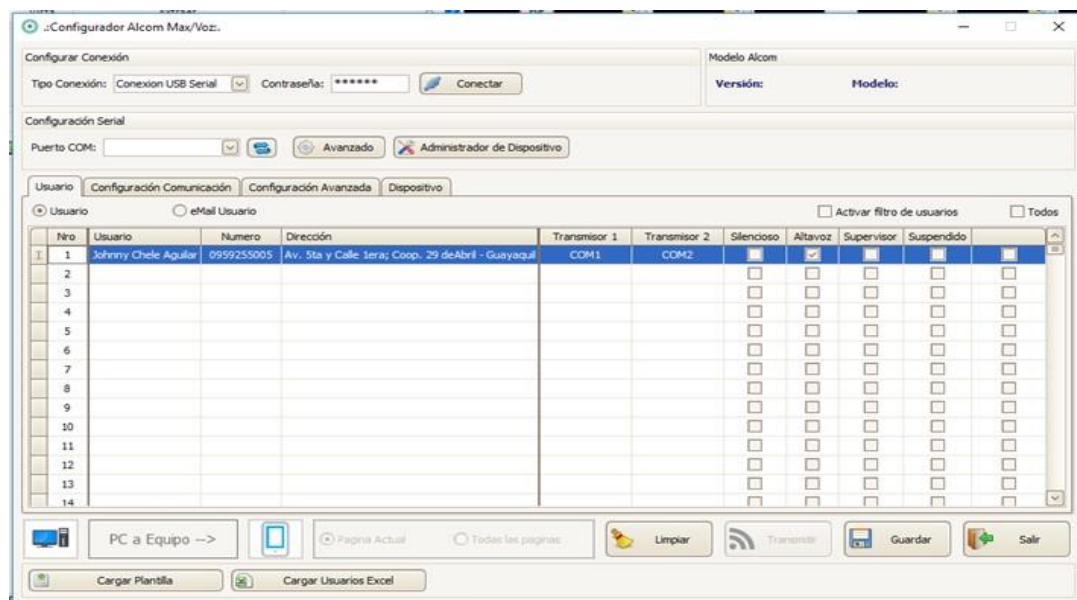 .:Configurador Alcom Max/Voz:.
Configurar Conexión
Modelo Alcom
Tipo Conexión: Conexion USB Serial Contraseña: ****** Conectar
Versión: Modelo:
Configuración Serial
Puerto COM: Avanzado Administrador de Dispositivo
Usuario Configuración Comunicación Configuración Avanzada Dispositivo
Usuario eMail Usuario Activar filtro de usuarios Todos
Nro Usuario Numero Dirección Transmisor 1 Transmisor 2 Silencioso Altavoz Supervisor Suspendido
1 Johnny Chele Aguilar 0959255005 Av. 5ta y Calle 1era; Coop. 29 deAbril - Guayaquil COM1 COM2
2
3
4
5
6
7
8
9
10
11
12
13
14
PC a Equipo --> Pagina Actual Todas las paginas Limpiar Transmitir Guardar Salir
Cargar Plantilla Cargar Usuarios Excel